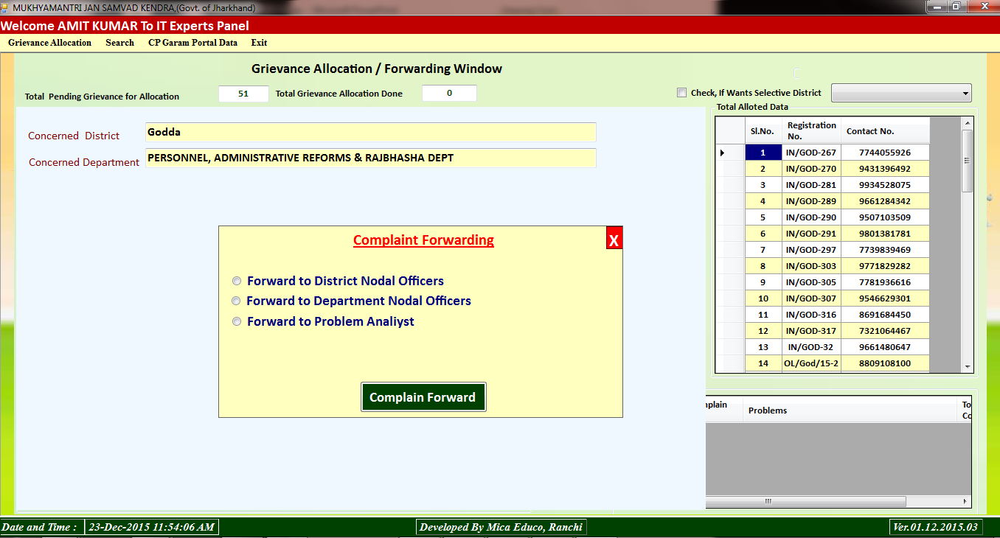 MUKHYAMANTRI JAN SAMVAD KENDRA,(Govt. of Jharkhand)
Welcome AMIT KUMAR To IT Experts Panel
Grievance Allocation Search CP Garam Portal Data Exit
Grievance Allocation / Forwarding Window
Total Pending Grievance for Allocation 51 Total Grievance Allocation Done 0 Check, If Wants Selective District
Total Alloted Data
Concerned District Godda
Concerned Department PERSONNEL, ADMINISTRATIVE REFORMS & RAJBHASHA DEPT
Sl.No. Registration No. Contact No.
1 IN/GOD-267 7744055926
2 IN/GOD-270 9431396492
3 IN/GOD-281 9934528075
4 IN/GOD-289 9661284342
5 IN/GOD-290 9507103509
6 IN/GOD-291 9801381781
7 IN/GOD-297 7739839469
8 IN/GOD-303 9771829282
9 IN/GOD-305 7781936616
10 IN/GOD-307 9546629301
11 IN/GOD-316 8691684450
12 IN/GOD-317 7321064467
13 IN/GOD-32 9661480647
14 OL/God/15-2 8809108100
Complaint Forwarding X
Forward to District Nodal Officers
Forward to Department Nodal Officers
Forward to Problem Analiyst
Complain Forward
nplain Problems To
Co
Date and Time : 23-Dec-2015 11:54:06 AM Developed By Mica Educo, Ranchi Ver.01.12.2015.03